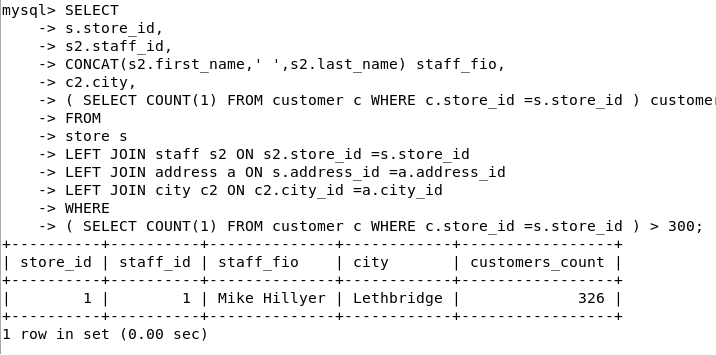 mysql> SELECT
    -> s.store_id,
    -> s2.staff_id,
    -> CONCAT(s2.first_name,' ',s2.last_name) staff_fio,
    -> c2.city,
    -> ( SELECT COUNT(1) FROM customer c WHERE c.store_id =s.store_id ) customer
    -> FROM
    -> store s
    -> LEFT JOIN staff s2 ON s2.store_id =s.store_id
    -> LEFT JOIN address a ON s.address_id =a.address_id
    -> LEFT JOIN city c2 ON c2.city_id =a.city_id
    -> WHERE
    -> ( SELECT COUNT(1) FROM customer c WHERE c.store_id =s.store_id ) > 300;
+----------+----------+--------------+------------+-----------------+
| store_id | staff_id | staff_fio    | city       | customers_count |
+----------+----------+--------------+------------+-----------------+
|        1 |        1 | Mike Hillyer | Lethbridge |             326 |
+----------+----------+--------------+------------+-----------------+
1 row in set (0.00 sec)